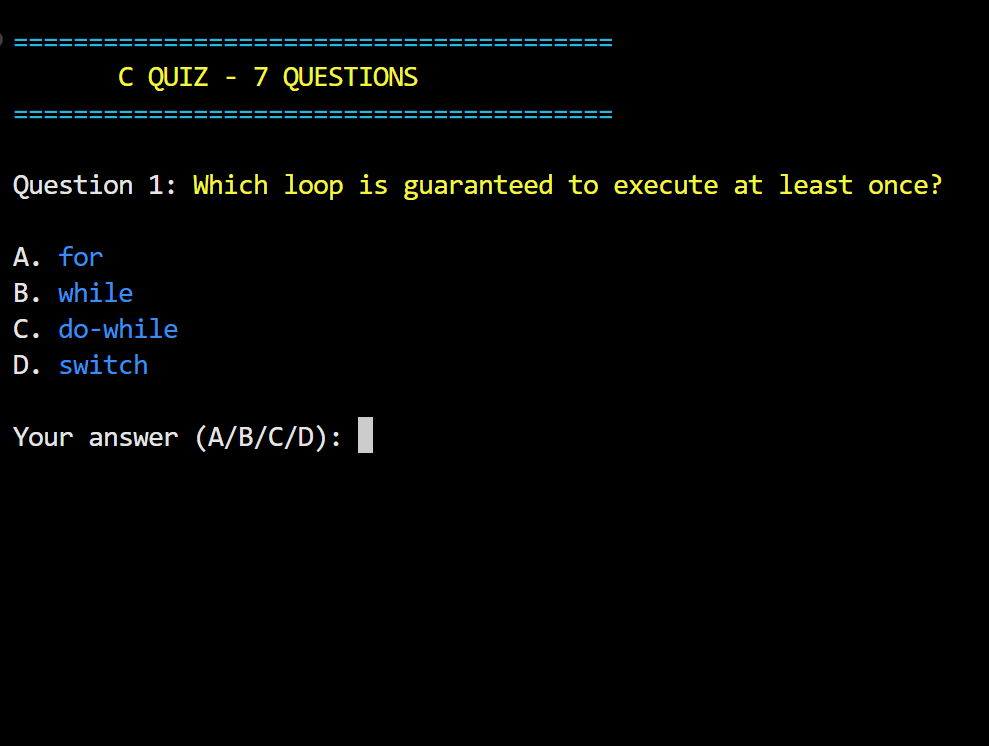 ========================================
C QUIZ - 7 QUESTIONS
========================================
Question 1: Which loop is guaranteed to execute at least once?
A. for
B. while
C. do-while
D. switch
Your answer (A/B/C/D):